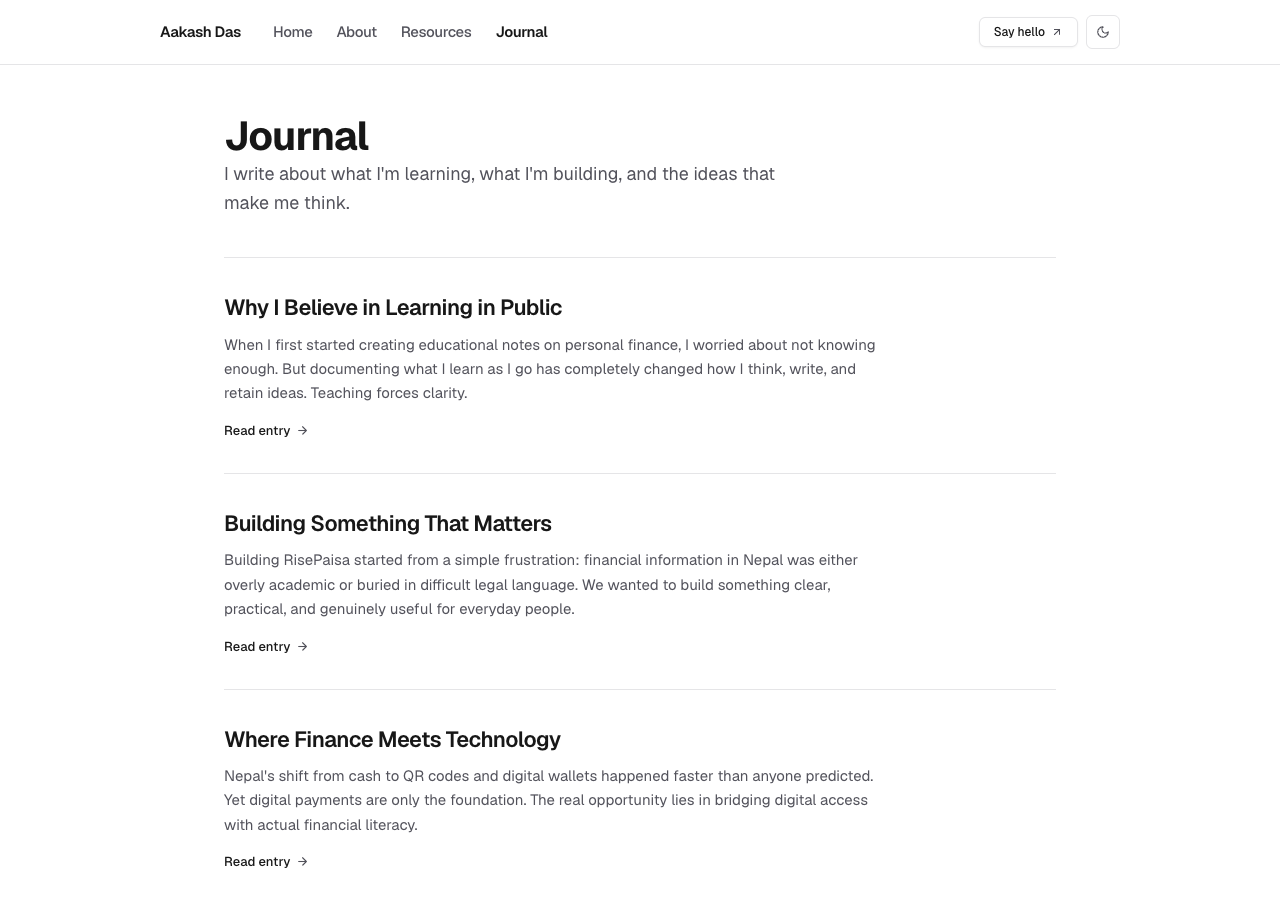 Aakash Das Home About Resources Journal Say hello
Journal
I write about what I'm learning, what I'm building, and the ideas that
make me think.
Why I Believe in Learning in Public
When I first started creating educational notes on personal finance, I worried about not knowing
enough. But documenting what I learn as I go has completely changed how I think, write, and
retain ideas. Teaching forces clarity.
Read entry
Building Something That Matters
Building RisePaisa started from a simple frustration: financial information in Nepal was either
overly academic or buried in difficult legal language. We wanted to build something clear,
practical, and genuinely useful for everyday people.
Read entry
Where Finance Meets Technology
Nepal's shift from cash to QR codes and digital wallets happened faster than anyone predicted.
Yet digital payments are only the foundation. The real opportunity lies in bridging digital access
with actual financial literacy.
Read entry